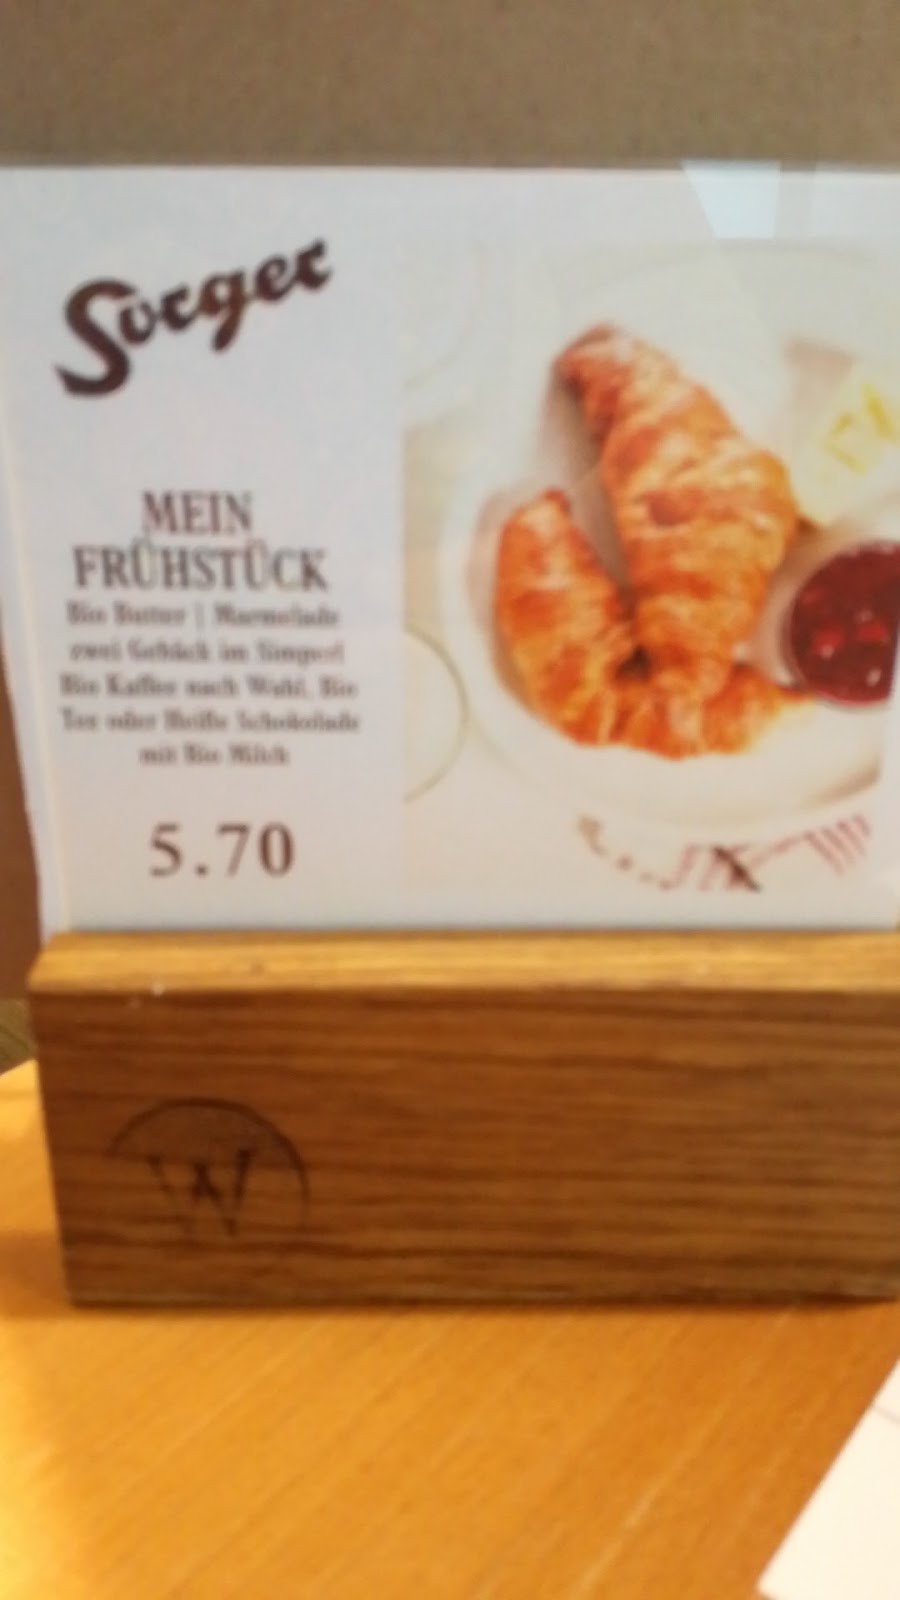 Sorger
MEIN
FRÜHSTÜCK
Bio Butter | Marmelade
zwei Gebäck im Simperl
Bio Kaffee nach Wahl, Bio
Tee oder Heiße Schokolade
mit Bio Milch
5.70
W